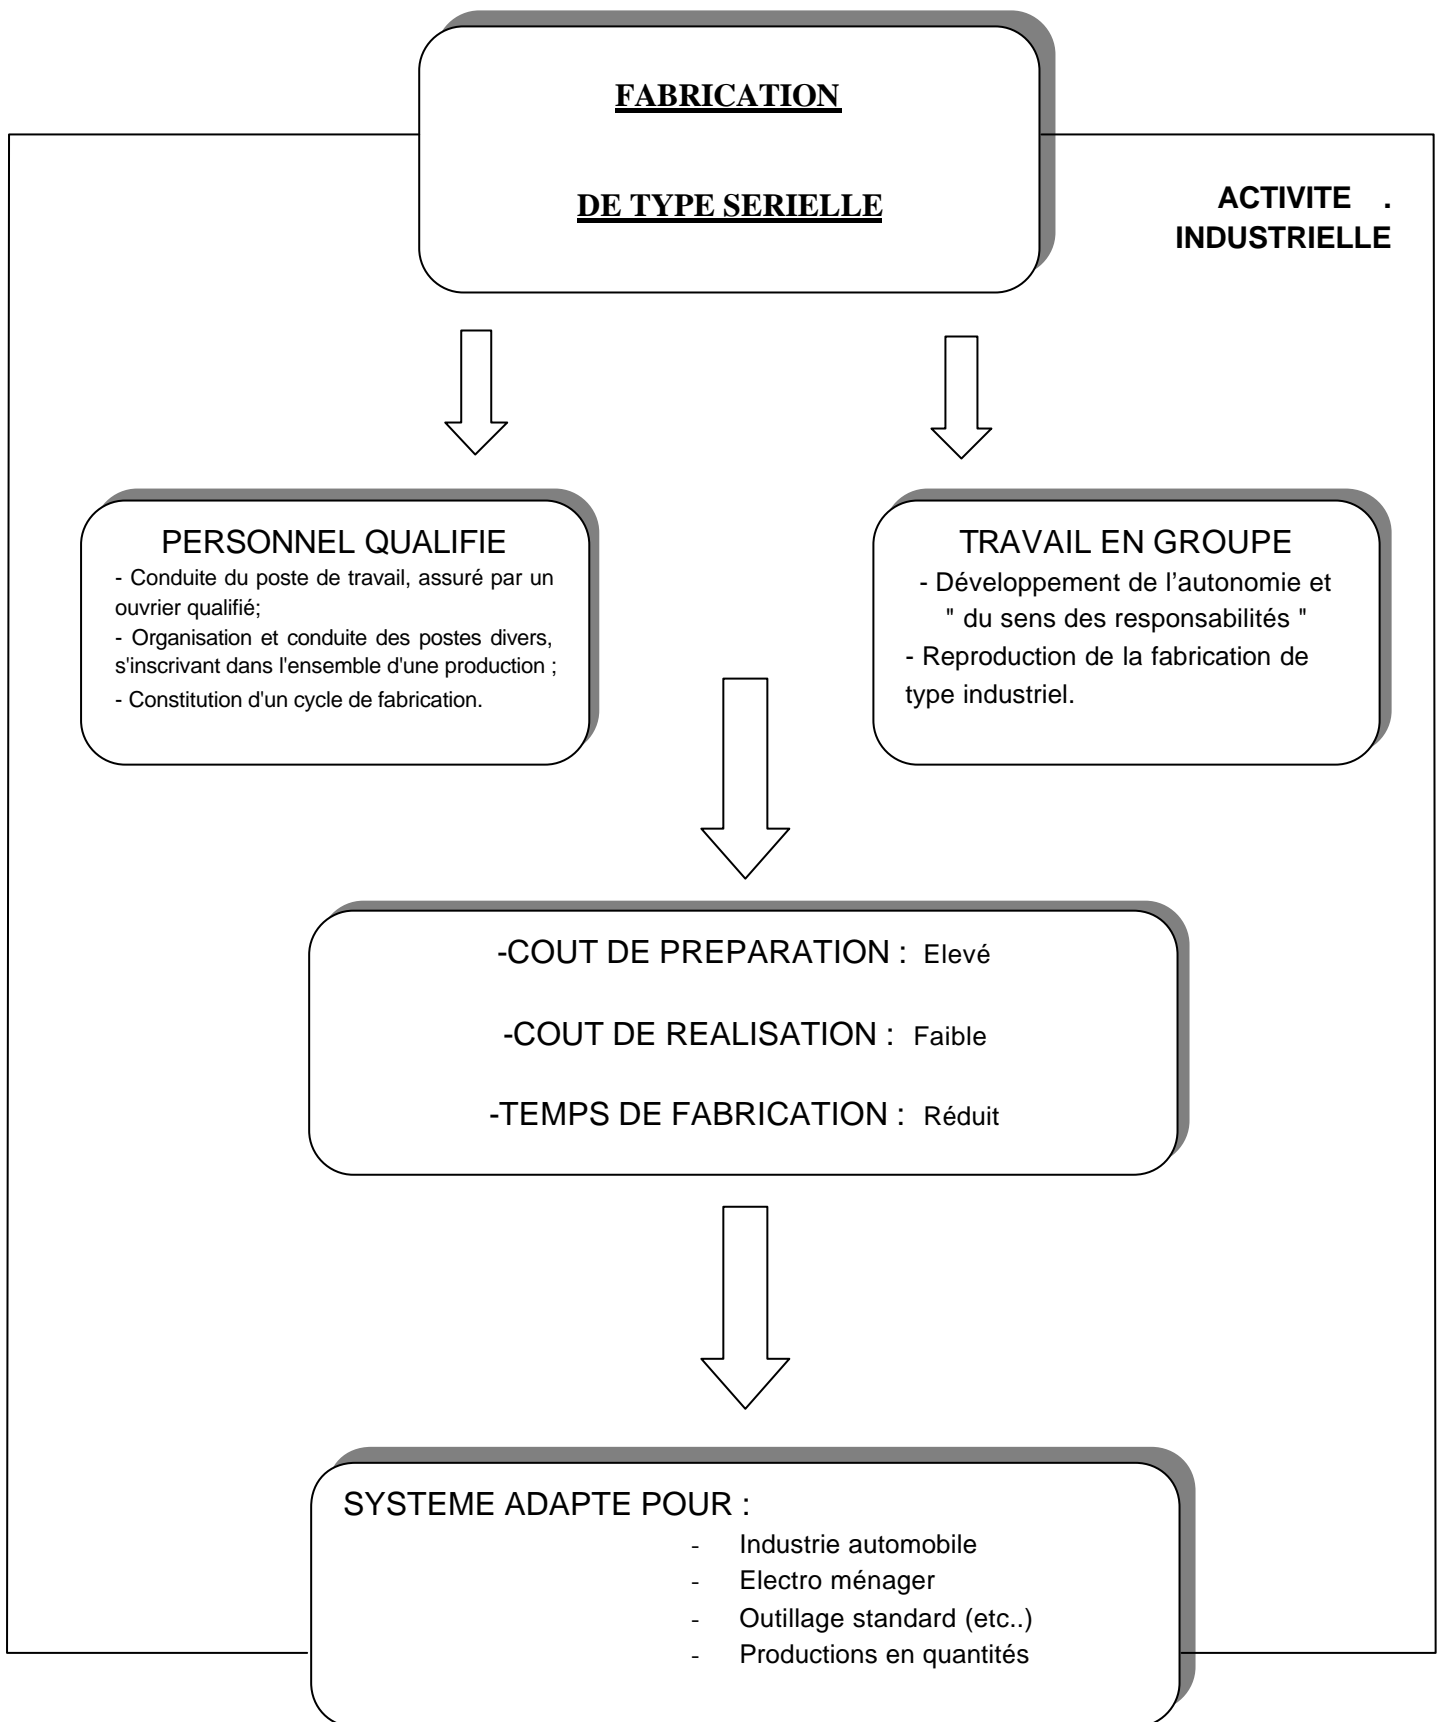 FABRICATION
DE TYPE SERIELLE
ACTIVITE .
INDUSTRIELLE
PERSONNEL QUALIFIE
- Conduite du poste de travail, assuré par un
ouvrier qualifié;
- Organisation et conduite des postes divers,
s'inscrivant dans l'ensemble d'une production ;
- Constitution d'un cycle de fabrication.
TRAVAIL EN GROUPE
- Développement de l’autonomie et
" du sens des responsabilités "
- Reproduction de la fabrication de
type industriel.
-COUT DE PREPARATION : Elevé
-COUT DE REALISATION : Faible
-TEMPS DE FABRICATION : Réduit
SYSTEME ADAPTE POUR :
- Industrie automobile
- Electro ménager
- Outillage standard (etc..)
- Productions en quantités